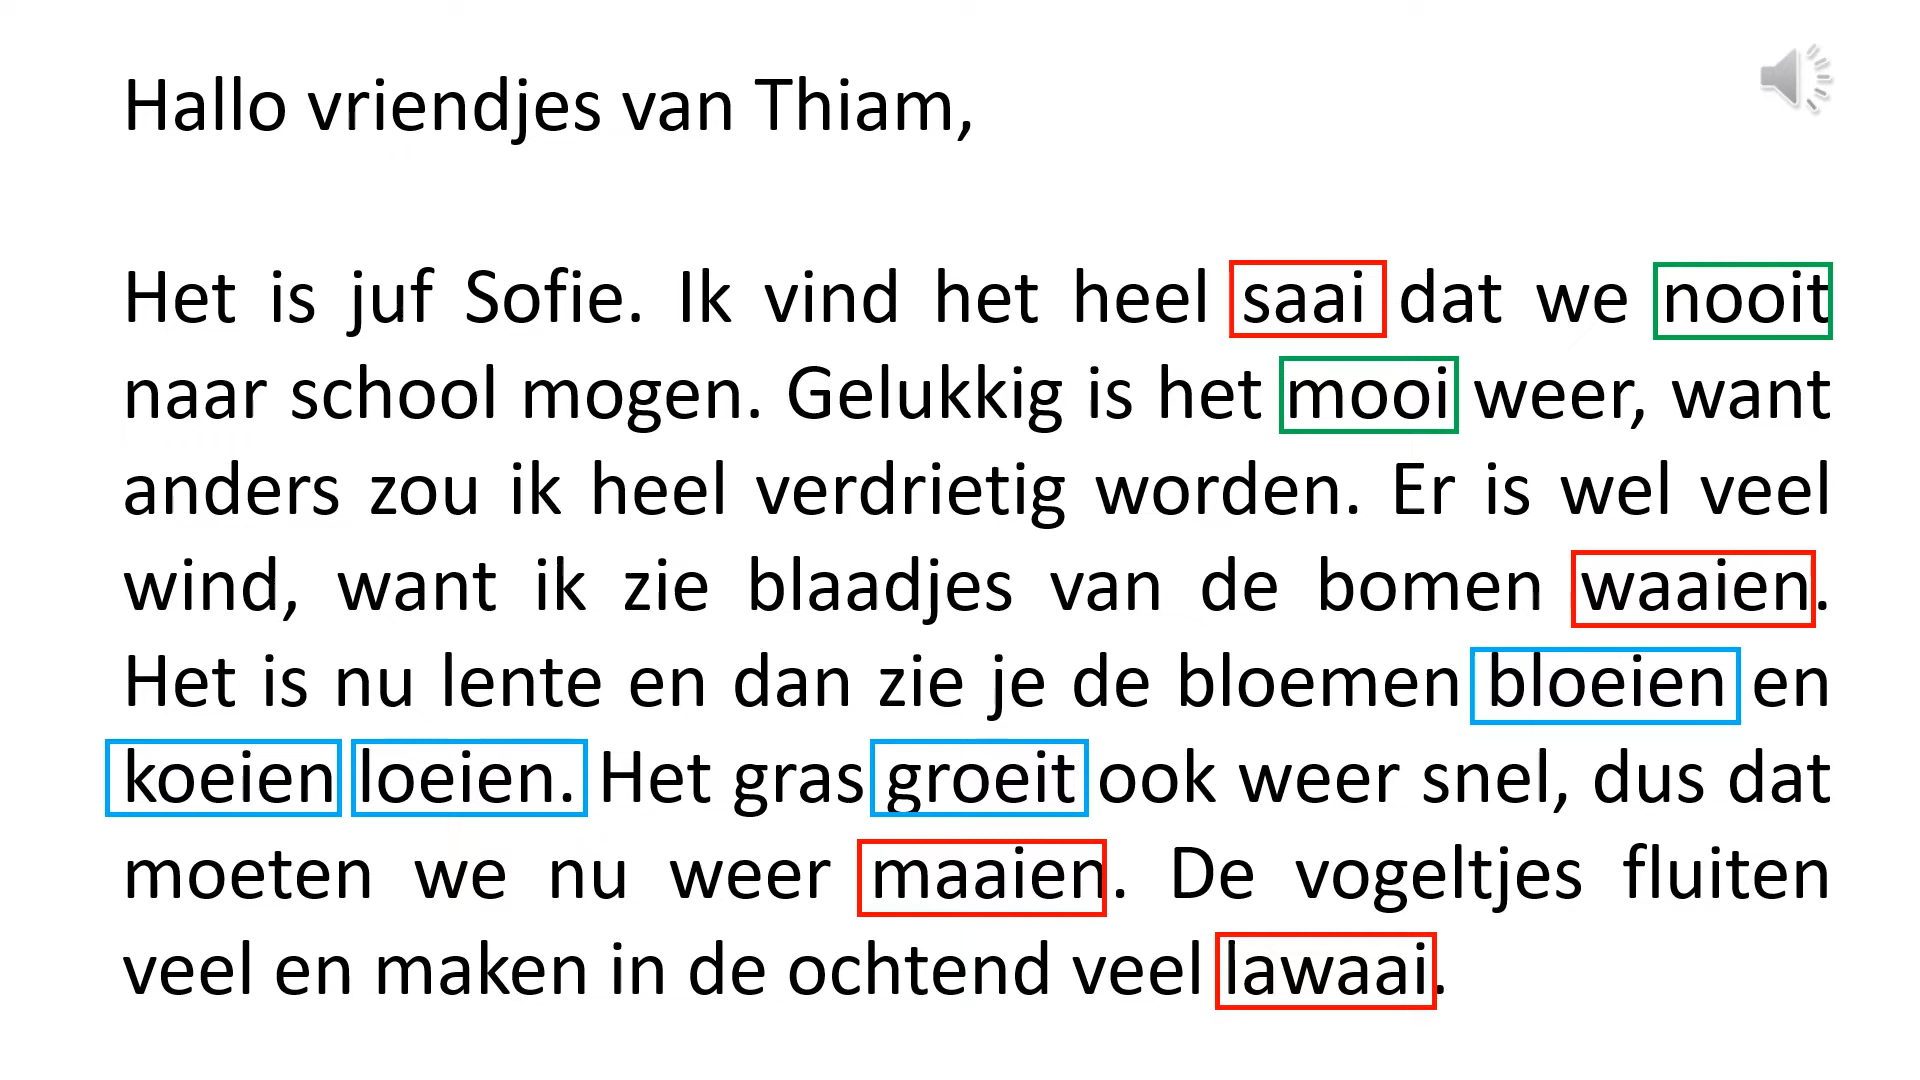 Hallo vriendjes van Thiam,
Het is juf Sofie. Ik vind het heel saai dat we nooit
naar school mogen. Gelukkig is het mooi weer, want
anders zou ik heel verdrietig worden. Er is wel veel
wind, want ik zie blaadjes van de bomen waaien.
Het is nu lente en dan zie je de bloemen bloeien en
koeien loeien. Het gras groeit ook weer snel, dus dat
moeten we nu weer maaien. De vogeltjes fluiten
veel en maken in de ochtend veel lawaai.